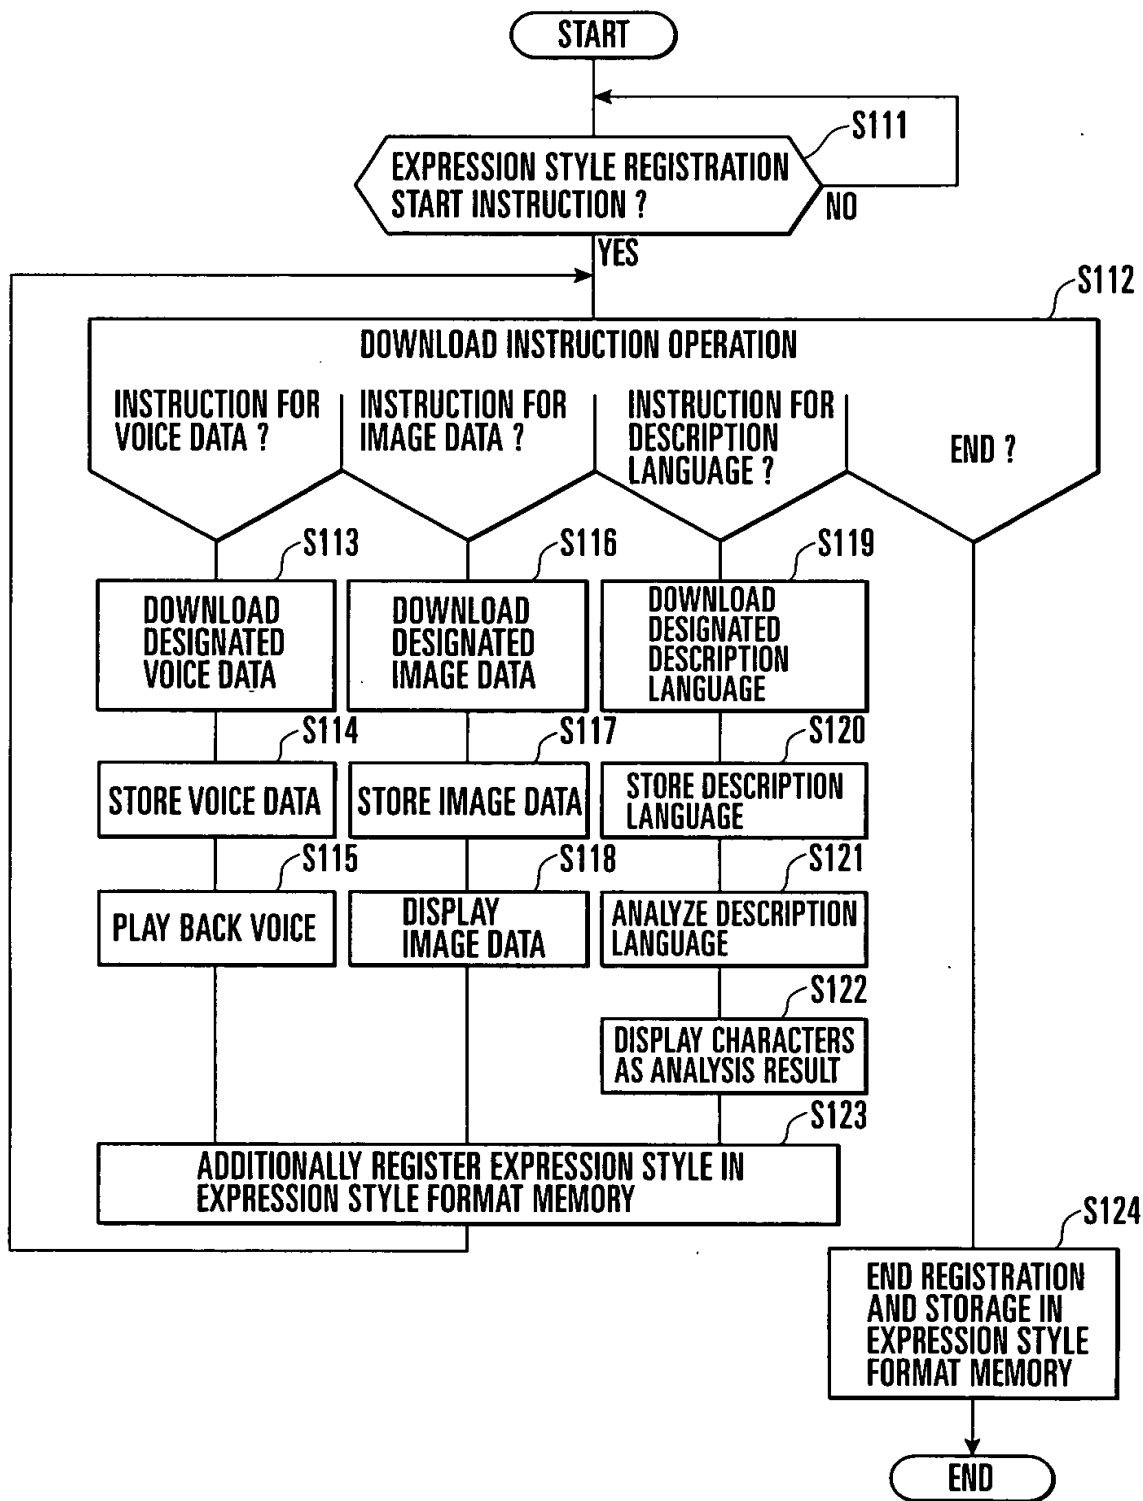 START
S111
EXPRESSION STYLE REGISTRATION
START INSTRUCTION ?
NO
YES
S112
DOWNLOAD INSTRUCTION OPERATION
INSTRUCTION FOR
VOICE DATA ?
INSTRUCTION FOR
IMAGE DATA ?
INSTRUCTION FOR
DESCRIPTION
LANGUAGE ?
END ?
S113
DOWNLOAD
DESIGNATED
VOICE DATA
S116
DOWNLOAD
DESIGNATED
IMAGE DATA
S119
DOWNLOAD
DESIGNATED
DESCRIPTION
LANGUAGE
S114
STORE VOICE DATA
S117
STORE IMAGE DATA
S120
STORE DESCRIPTION
LANGUAGE
S115
PLAY BACK VOICE
S118
DISPLAY
IMAGE DATA
S121
ANALYZE DESCRIPTION
LANGUAGE
S122
DISPLAY CHARACTERS
AS ANALYSIS RESULT
S123
ADDITIONALLY REGISTER EXPRESSION STYLE IN
EXPRESSION STYLE FORMAT MEMORY
S124
END REGISTRATION
AND STORAGE IN
EXPRESSION STYLE
FORMAT MEMORY
END